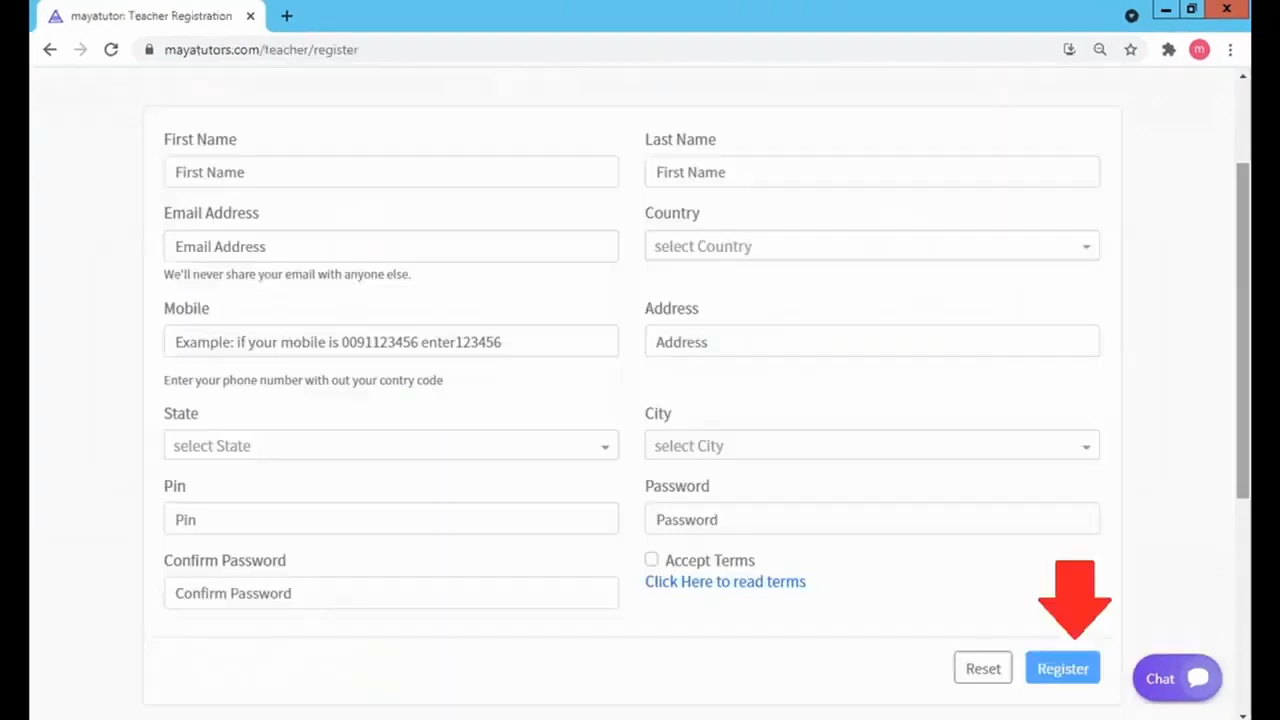 mayatutor: Teacher Registration
mayatutors.com/teacher/register
m
First Name
Last Name
First Name
First Name
Email Address
Country
Email Address
select Country
We'll never share your email with anyone else.
Mobile
Address
Example: if your mobile is 0091123456 enter123456
Address
Enter your phone number with out your contry code
State
City
select State
select City
Pin
Password
Pin
Password
Confirm Password
Accept Terms
Click Here to read terms
Confirm Password
Reset
Register
Chat